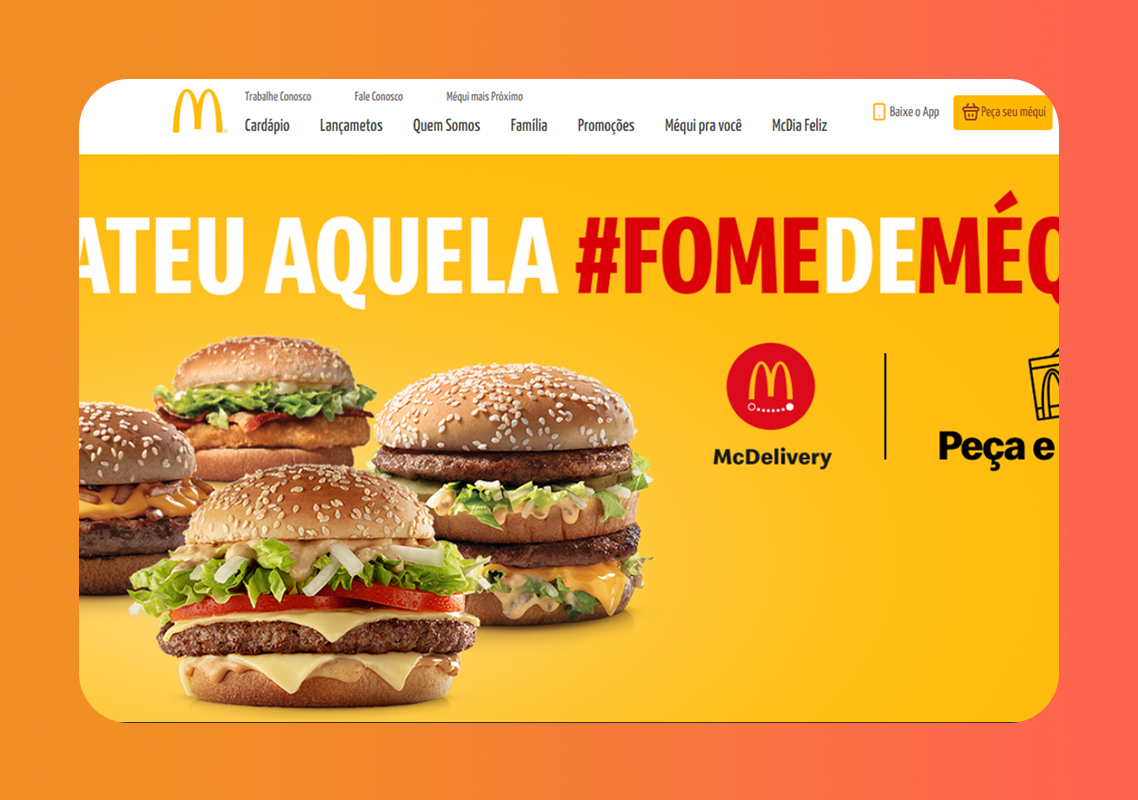 Trabalhe Conosco Fale Conosco Méqui mais Próximo
Cardápio Lançametos Quem Somos Família Promoções Méqui pra você McDia Feliz
Baixe o App Peça seu méqui
ATEU AQUELA #FOMEDEMÉQ
McDelivery
Peça e